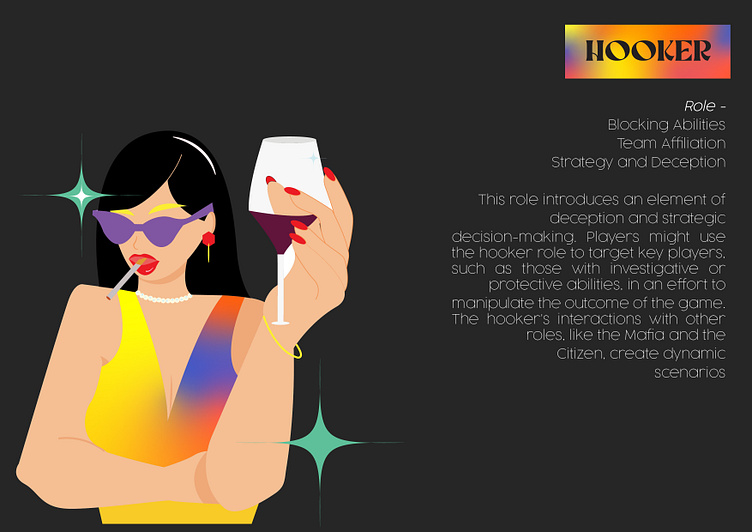 HOOKER
Role -
Blocking Abilities
Team Affiliation
Strategy and Deception
This role introduces an element of
deception and strategic
decision-making. Players might use
the hooker role to target key players,
such as those with investigative or
protective abilities, in an effort to
manipulate the outcome of the game.
The hooker's interactions with other
roles, like the Mafia and the
Citizen, create dynamic
scenarios